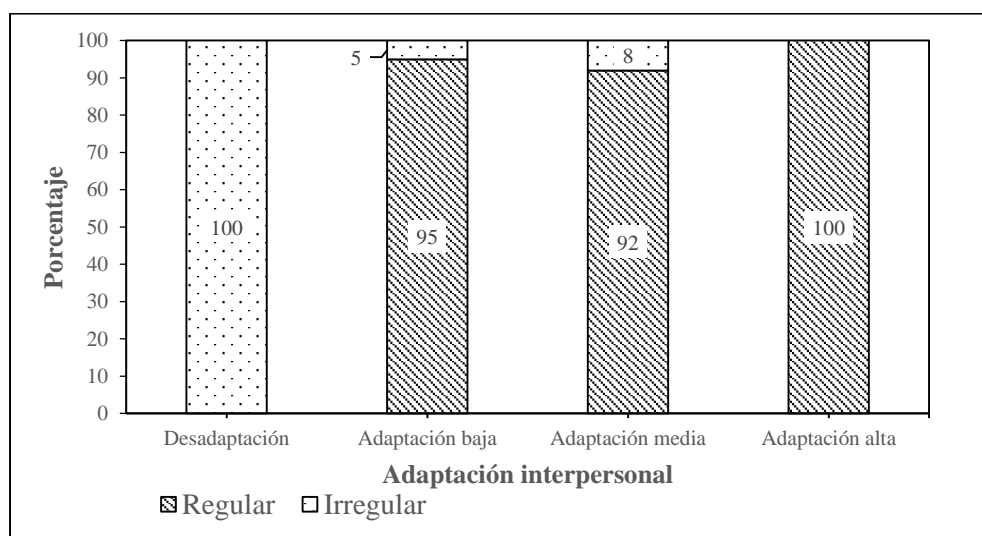 Porcentaje
100
90
80
70
60
50
40
30
20
10
0
5
8
100
95
92
100
Desadaptación
Adaptación baja
Adaptación media
Adaptación alta
Adaptación interpersonal
Regular
Irregular